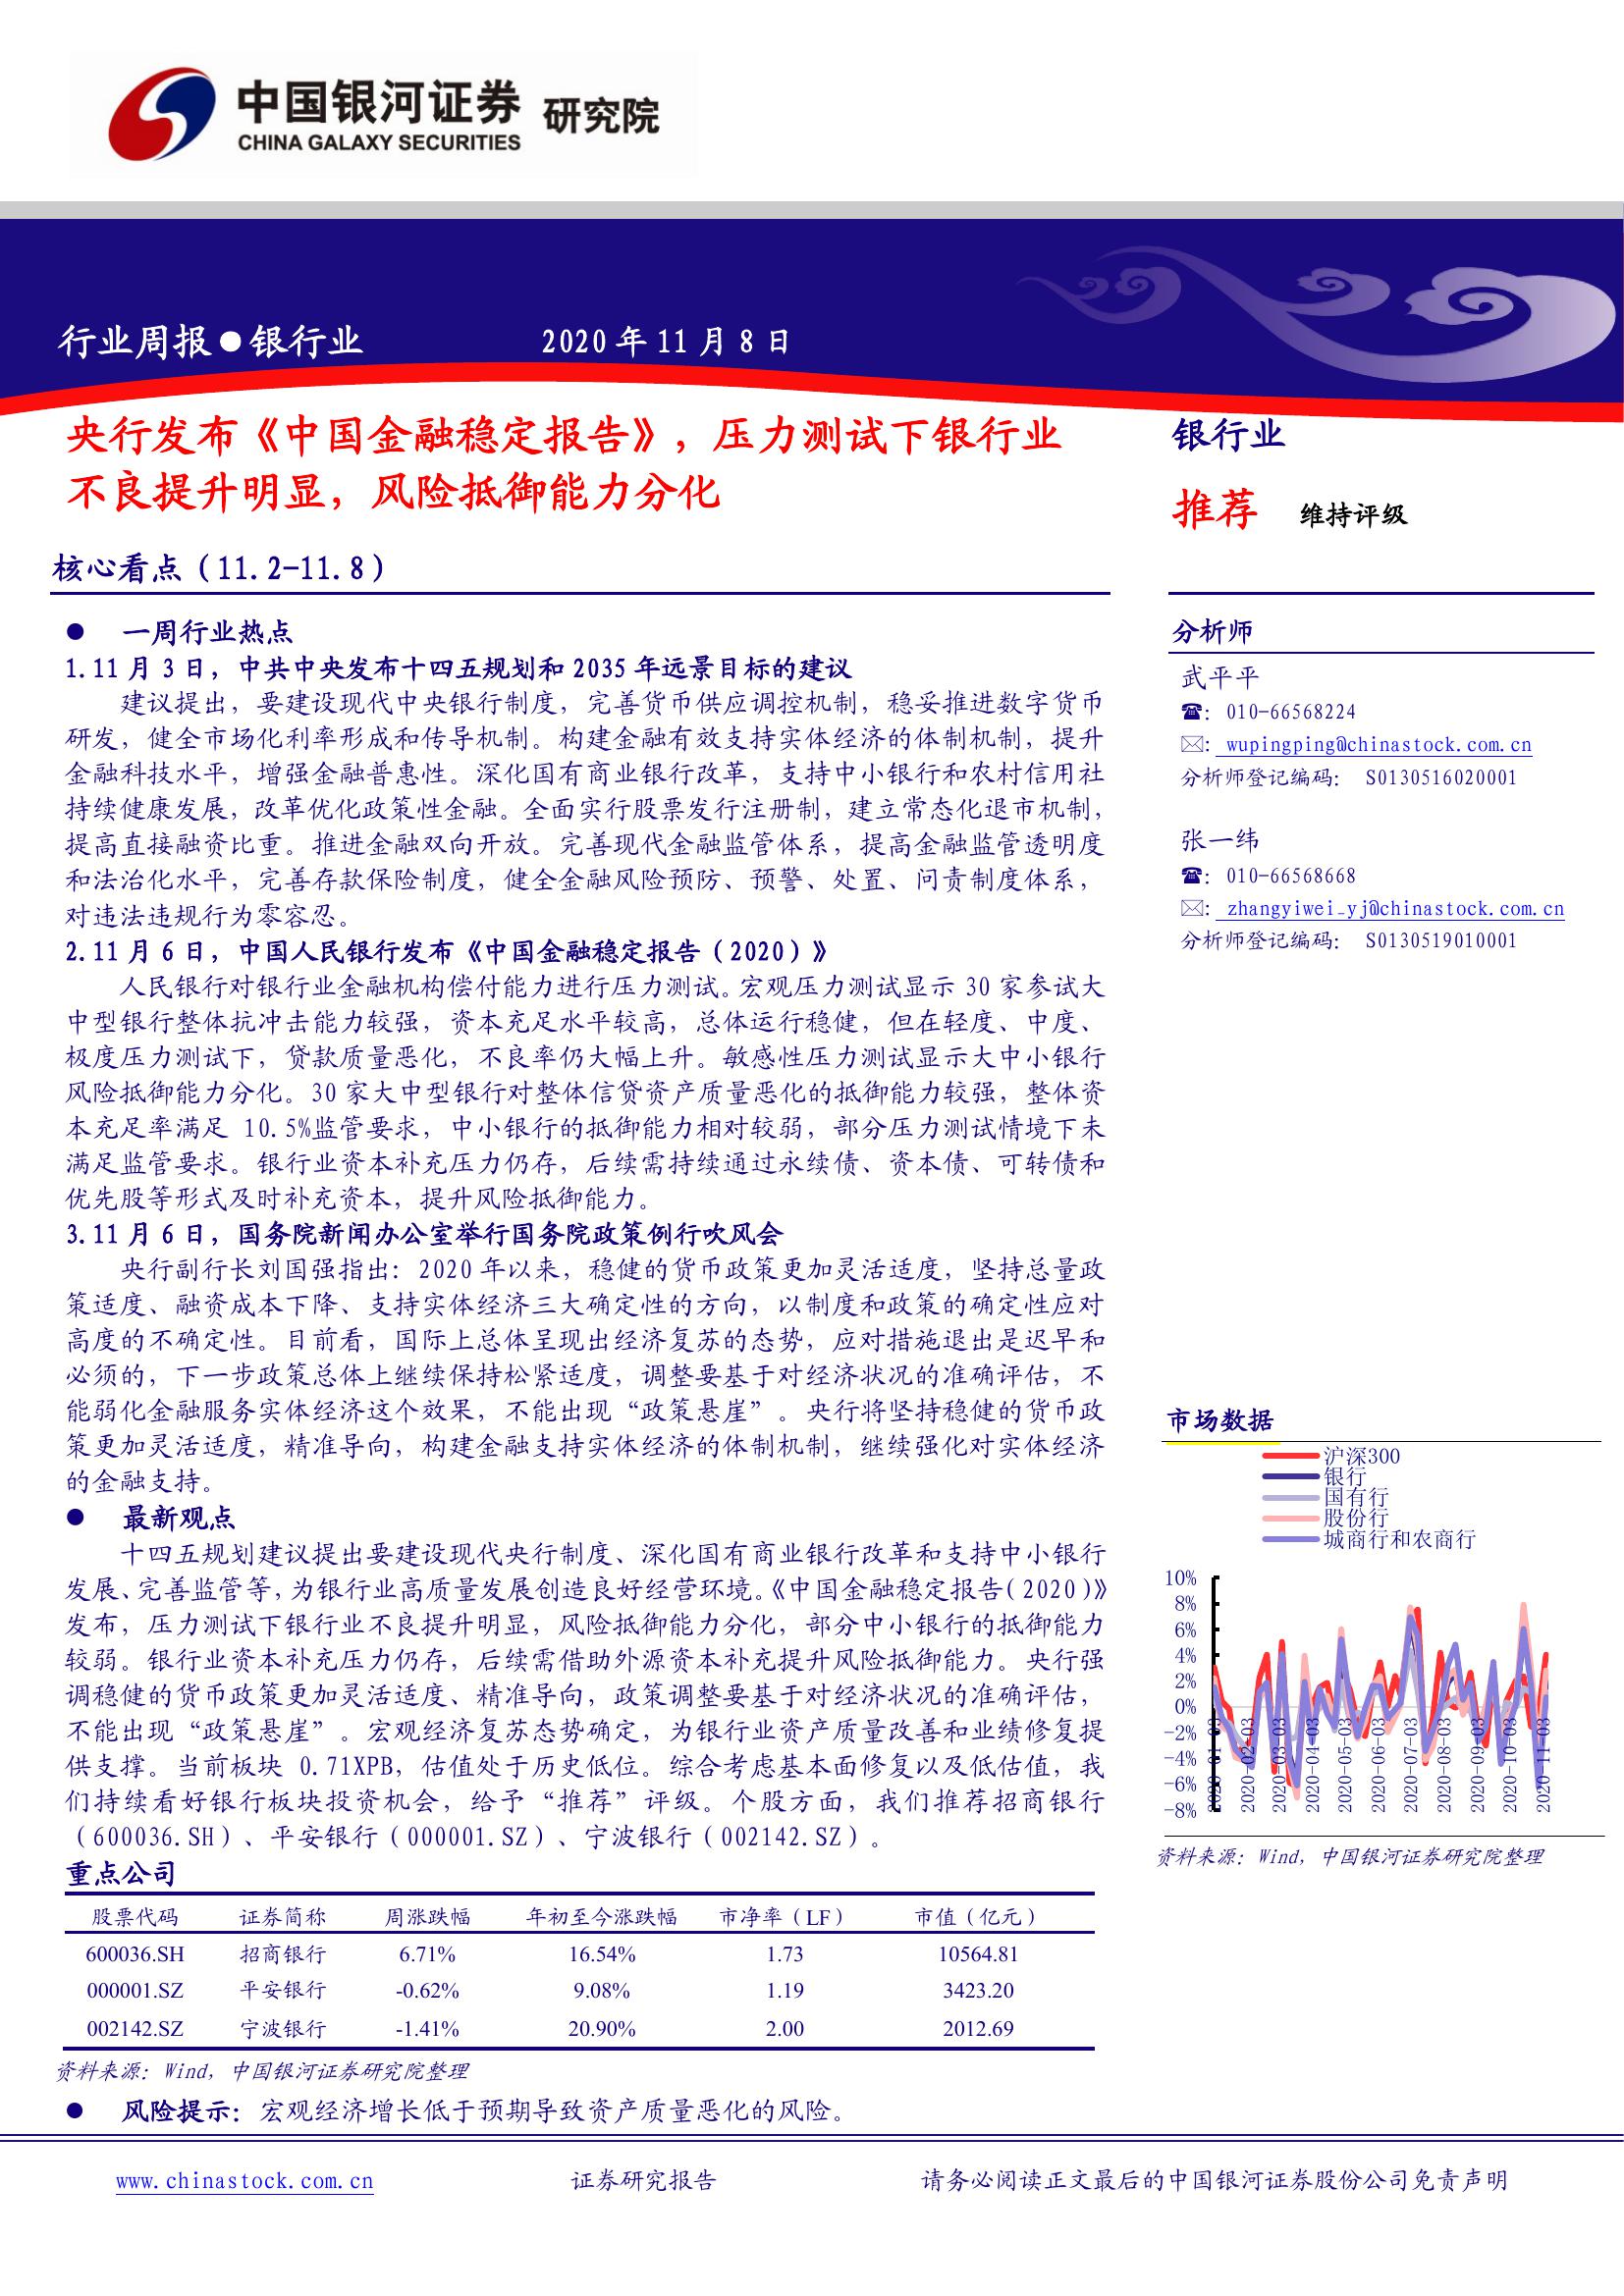 中国银河证券 研究院
CHINA GALAXY SECURITIES
行业周报●银行业 2020 年 11 月 8 日
央行发布《中国金融稳定报告》，压力测试下银行业
不良提升明显，风险抵御能力分化
核心看点（11.2-11.8）
● 一周行业热点
1.11 月 3 日，中共中央发布十四五规划和 2035 年远景目标的建议
建议提出，要建设现代中央银行制度，完善货币供应调控机制，稳妥推进数字货币
研发，健全市场化利率形成和传导机制。构建金融有效支持实体经济的体制机制，提升
金融科技水平，增强金融普惠性。深化国有商业银行改革，支持中小银行和农村信用社
持续健康发展，改革优化政策性金融。全面实行股票发行注册制，建立常态化退市机制，
提高直接融资比重。推进金融双向开放。完善现代金融监管体系，提高金融监管透明度
和法治化水平，完善存款保险制度，健全金融风险预防、预警、处置、问责制度体系，
对违法违规行为零容忍。
2.11 月 6 日，中国人民银行发布《中国金融稳定报告（2020）》
人民银行对银行业金融机构偿付能力进行压力测试。宏观压力测试显示 30 家参试大
中型银行整体抗冲击能力较强，资本充足水平较高，总体运行稳健，但在轻度、中度、
极度压力测试下，贷款质量恶化，不良率仍大幅上升。敏感性压力测试显示大中小银行
风险抵御能力分化。30 家大中型银行对整体信贷资产质量恶化的抵御能力较强，整体资
本充足率满足 10.5%监管要求，中小银行的抵御能力相对较弱，部分压力测试情境下未
满足监管要求。银行业资本补充压力仍存，后续需持续通过永续债、资本债、可转债和
优先股等形式及时补充资本，提升风险抵御能力。
3.11 月 6 日，国务院新闻办公室举行国务院政策例行吹风会
央行副行长刘国强指出：2020 年以来，稳健的货币政策更加灵活适度，坚持总量政
策适度、融资成本下降、支持实体经济三大确定性的方向，以制度和政策的确定性应对
高度的不确定性。目前看，国际上总体呈现出经济复苏的态势，应对措施退出是迟早和
必须的，下一步政策总体上继续保持松紧适度，调整要基于对经济状况的准确评估，不
能弱化金融服务实体经济这个效果，不能出现“政策悬崖”。央行将坚持稳健的货币政
策更加灵活适度，精准导向，构建金融支持实体经济的体制机制，继续强化对实体经济
的金融支持。
● 最新观点
十四五规划建议提出要建设现代央行制度、深化国有商业银行改革和支持中小银行
发展、完善监管等，为银行业高质量发展创造良好经营环境。《中国金融稳定报告（2020）》
发布，压力测试下银行业不良提升明显，风险抵御能力分化，部分中小银行的抵御能力
较弱。银行业资本补充压力仍存，后续需借助外源资本补充提升风险抵御能力。央行强
调稳健的货币政策更加灵活适度、精准导向，政策调整要基于对经济状况的准确评估，
不能出现“政策悬崖”。宏观经济复苏态势确定，为银行业资产质量改善和业绩修复提
供支撑。当前板块 0.71XPB，估值处于历史低位。综合考虑基本面修复以及低估值，我
们持续看好银行板块投资机会，给予“推荐”评级。个股方面，我们推荐招商银行
（600036.SH）、平安银行（000001.SZ）、宁波银行（002142.SZ）。
重点公司
股票代码 证券简称 周涨跌幅 年初至今涨跌幅 市净率（LF） 市值（亿元）
600036.SH 招商银行 6.71% 16.54% 1.73 10564.81
000001.SZ 平安银行 -0.62% 9.08% 1.19 3423.20
002142.SZ 宁波银行 -1.41% 20.90% 2.00 2012.69
资料来源：Wind，中国银河证券研究院整理
● 风险提示：宏观经济增长低于预期导致资产质量恶化的风险。
银行业
推荐 维持评级
分析师
武平平
☎：010-66568224
✉：wupingping@chinastock.com.cn
分析师登记编码： S0130516020001
张一纬
☎：010-66568668
✉：zhangyiwei_yj@chinastock.com.cn
分析师登记编码： S0130519010001
市场数据
沪深300
银行
国有行
股份行
城商行和农商行
10%
8%
6%
4%
2%
0%
-2%
-4%
-6%
-8%
2020-01-03 2020-02-03 2020-03-03 2020-04-03 2020-05-03 2020-06-03 2020-07-03 2020-08-03 2020-09-03 2020-10-03 2020-11-03
资料来源：Wind，中国银河证券研究院整理
www.chinastock.com.cn 证券研究报告 请务必阅读正文最后的中国银河证券股份公司免责声明